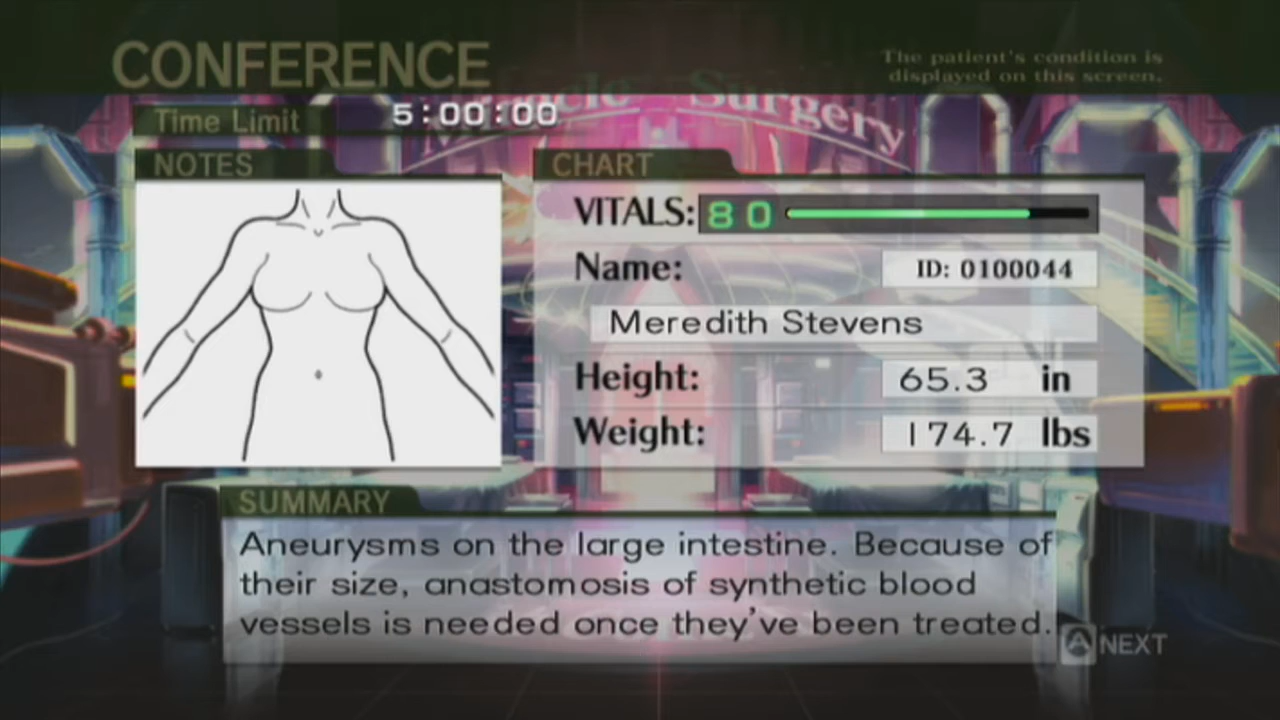 CONFERENCE
The patient's condition is
displayed on this screen.
Miracle Surgery
Time Limit 5:00:00
NOTES
CHART
VITALS: 80
Name: ID: 0100044
Meredith Stevens
Height: 65.3 in
Weight: 174.7 lbs
SUMMARY
Aneurysms on the large intestine. Because of
their size, anastomosis of synthetic blood
vessels is needed once they've been treated.
A NEXT